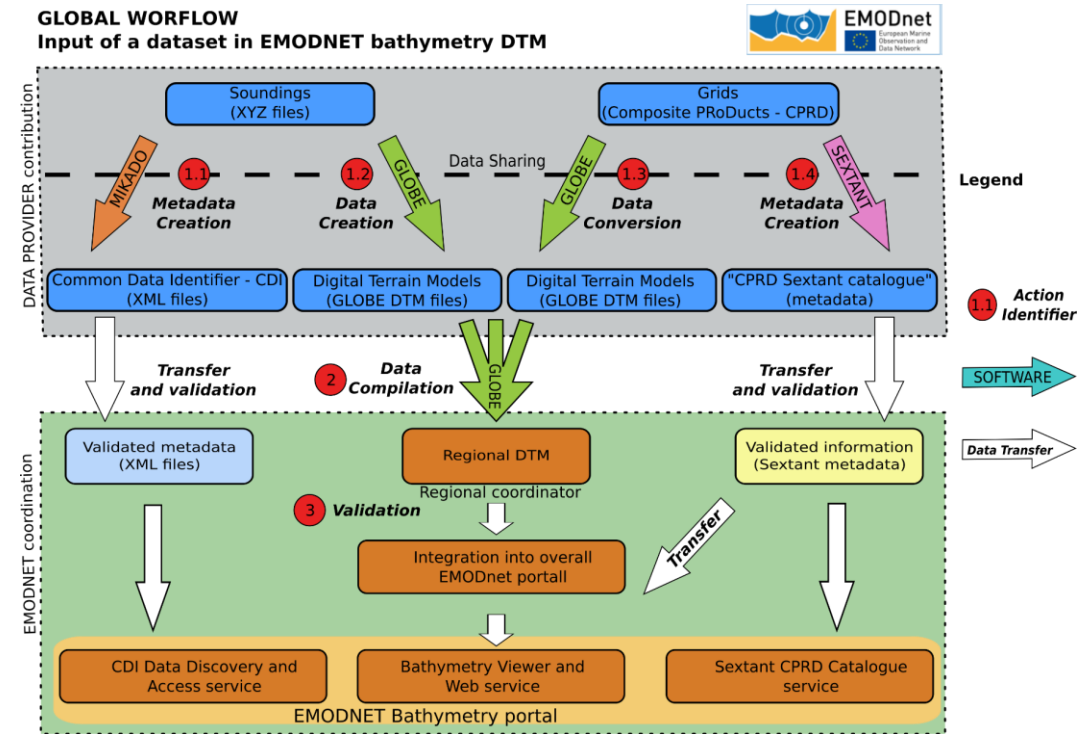 GLOBAL WORFLOW
Input of a dataset in EMODNET bathymetry DTM
EMODnet
European Marine
Observation and
Data Network
DATA PROVIDER contribution
Soundings
(XYZ files)
Grids
(Composite PRoDucts - CPRD)
Data Sharing
MIKADO
1.1
Metadata
Creation
1.2
Data
Creation
GLOBE
GLOBE
1.3
Data
Conversion
1.4
Metadata
Creation
SEXTANT
Common Data Identifier - CDI
(XML files)
Digital Terrain Models
(GLOBE DTM files)
Digital Terrain Models
(GLOBE DTM files)
"CPRD Sextant catalogue"
(metadata)
Legend
1.1
Action
Identifier
SOFTWARE
Data Transfer
Transfer
and validation
2
Data
Compilation
GLOBE
Transfer
and validation
EMODNET coordination
Validated metadata
(XML files)
Regional DTM
Regional coordinator
Validated information
(Sextant metadata)
3
Validation
Transfer
Integration into overall
EMODnet portall
CDI Data Discovery and
Access service
Bathymetry Viewer and
Web service
Sextant CPRD Catalogue
service
EMODNET Bathymetry portal